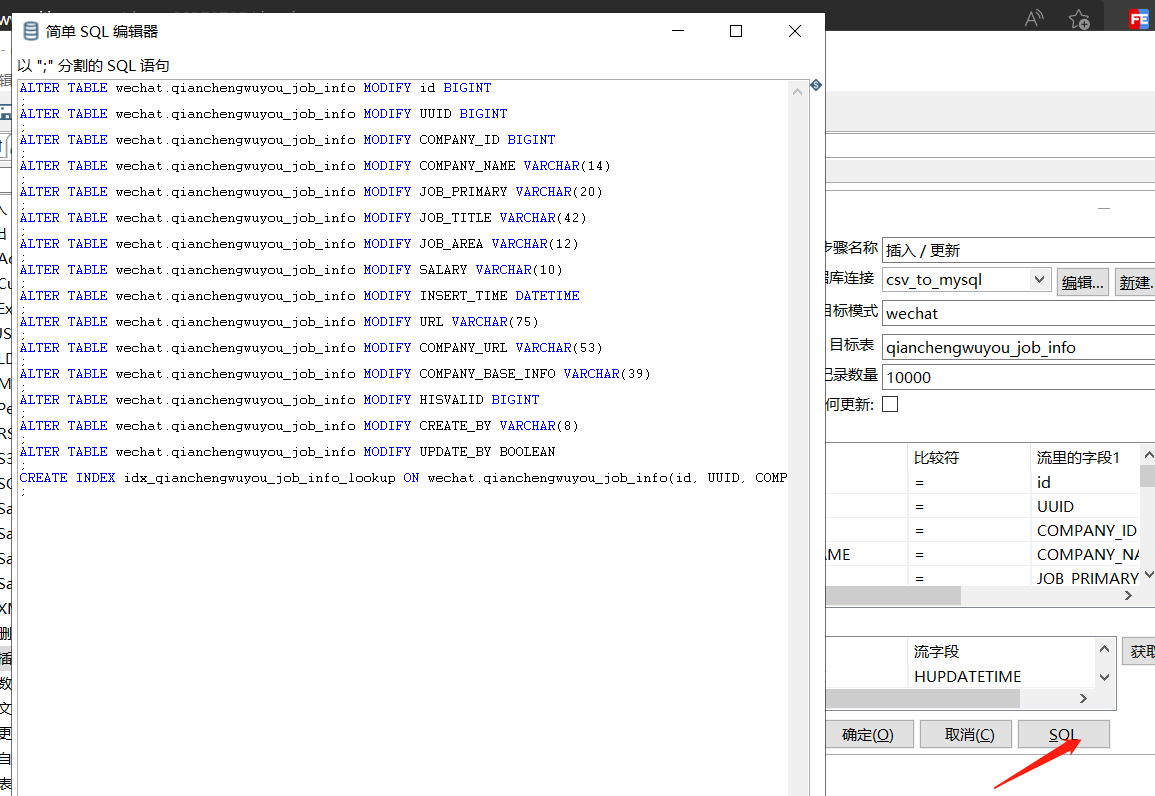 简单 SQL 编辑器
以 ";" 分割的 SQL 语句
ALTER TABLE wechat.qianchengwuyou_job_info MODIFY id BIGINT
;
ALTER TABLE wechat.qianchengwuyou_job_info MODIFY UUID BIGINT
;
ALTER TABLE wechat.qianchengwuyou_job_info MODIFY COMPANY_ID BIGINT
;
ALTER TABLE wechat.qianchengwuyou_job_info MODIFY COMPANY_NAME VARCHAR(14)
;
ALTER TABLE wechat.qianchengwuyou_job_info MODIFY JOB_PRIMARY VARCHAR(20)
;
ALTER TABLE wechat.qianchengwuyou_job_info MODIFY JOB_TITLE VARCHAR(42)
;
ALTER TABLE wechat.qianchengwuyou_job_info MODIFY JOB_AREA VARCHAR(12)
;
ALTER TABLE wechat.qianchengwuyou_job_info MODIFY SALARY VARCHAR(10)
;
ALTER TABLE wechat.qianchengwuyou_job_info MODIFY INSERT_TIME DATETIME
;
ALTER TABLE wechat.qianchengwuyou_job_info MODIFY URL VARCHAR(75)
;
ALTER TABLE wechat.qianchengwuyou_job_info MODIFY COMPANY_URL VARCHAR(53)
;
ALTER TABLE wechat.qianchengwuyou_job_info MODIFY COMPANY_BASE_INFO VARCHAR(39)
;
ALTER TABLE wechat.qianchengwuyou_job_info MODIFY HISVALID BIGINT
;
ALTER TABLE wechat.qianchengwuyou_job_info MODIFY CREATE_BY VARCHAR(8)
;
ALTER TABLE wechat.qianchengwuyou_job_info MODIFY UPDATE_BY BOOLEAN
;
CREATE INDEX idx_qianchengwuyou_job_info_lookup ON wechat.qianchengwuyou_job_info(id, UUID, COMP
;
FE
步骤名称 插入 / 更新
据库连接 csv_to_mysql 编辑... 新建.
目标模式 wechat
目标表 qianchengwuyou_job_info
记录数量 10000
何更新:
比较符 流里的字段1
= id
= UUID
= COMPANY_ID
AME = COMPANY_NA
= JOB_PRIMARY
流字段 获取
HUPDATETIME
确定(O) 取消(C) SQL